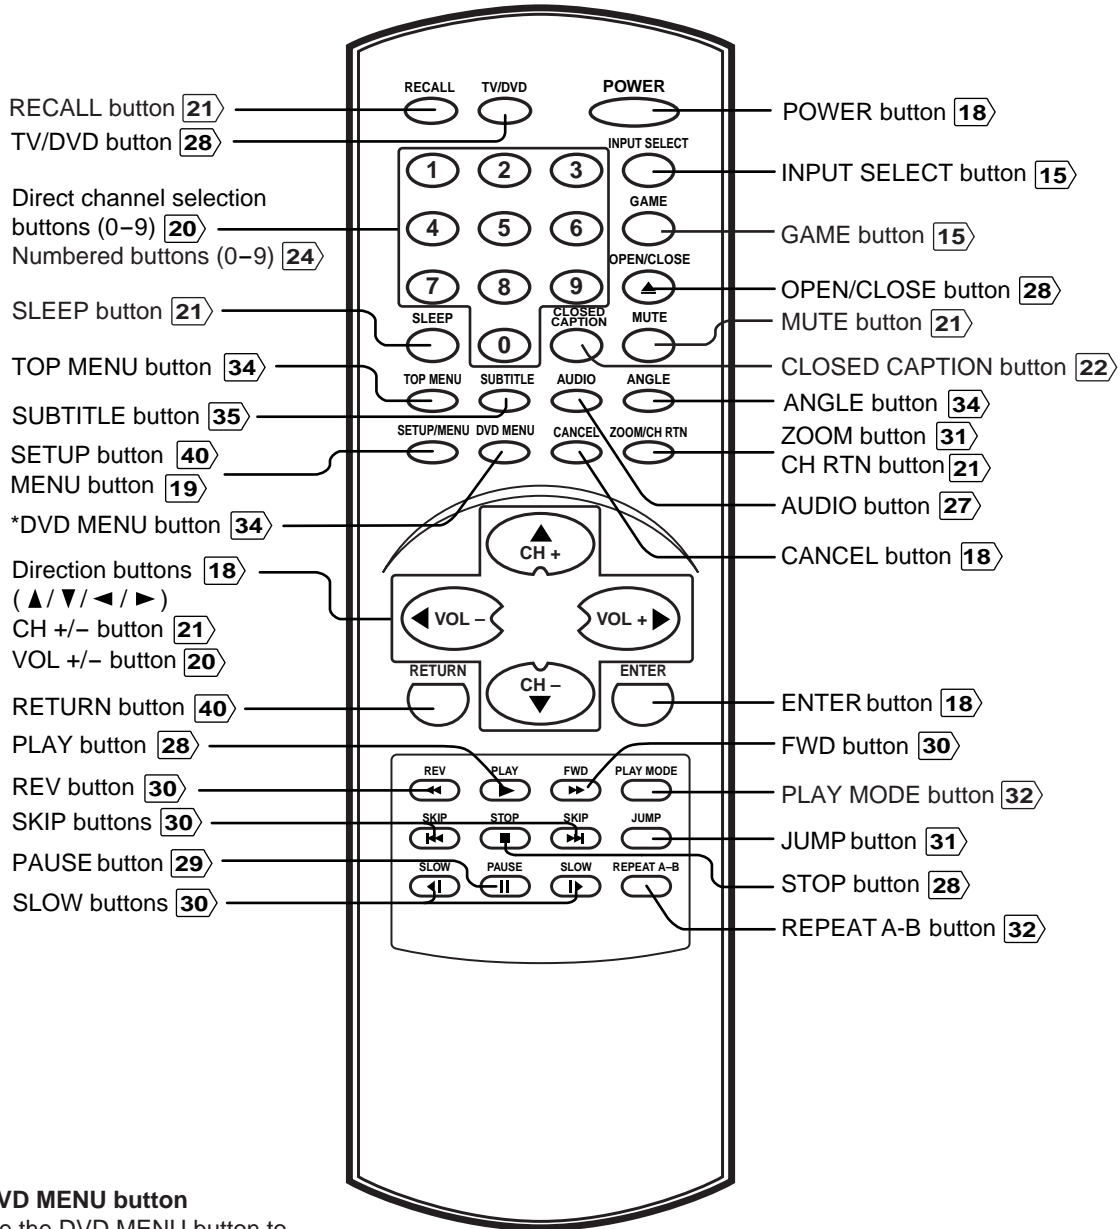 RECALL button 21
TV/DVD button 28
Direct channel selection
buttons (0–9) 20
Numbered buttons (0–9) 24
SLEEP button 21
TOP MENU button 34
SUBTITLE button 35
SETUP button 40
MENU button 19
*DVD MENU button 34
Direction buttons 18
( ▲ / ▼ / ◄ / ► )
CH +/– button 21
VOL +/– button 20
RETURN button 40
PLAY button 28
REV button 30
SKIP buttons 30
PAUSE button 29
SLOW buttons 30
RECALL TV/DVD POWER
INPUT SELECT
1 2 3
GAME
4 5 6
OPEN/CLOSE
7 8 9
SLEEP CLOSED CAPTION MUTE
0
TOP MENU SUBTITLE AUDIO ANGLE
SETUP/MENU DVD MENU CANCEL ZOOM/CH RTN
CH +
VOL – VOL +
RETURN CH – ENTER
REV PLAY FWD PLAY MODE
SKIP STOP SKIP JUMP
SLOW PAUSE SLOW REPEAT A–B
POWER button 18
INPUT SELECT button 15
GAME button 15
OPEN/CLOSE button 28
MUTE button 21
CLOSED CAPTION button 22
ANGLE button 34
ZOOM button 31
CH RTN button 21
AUDIO button 27
CANCEL button 18
ENTER button 18
FWD button 30
PLAY MODE button 32
JUMP button 31
STOP button 28
REPEAT A-B button 32
VD MENU button
e the DVD MENU button to